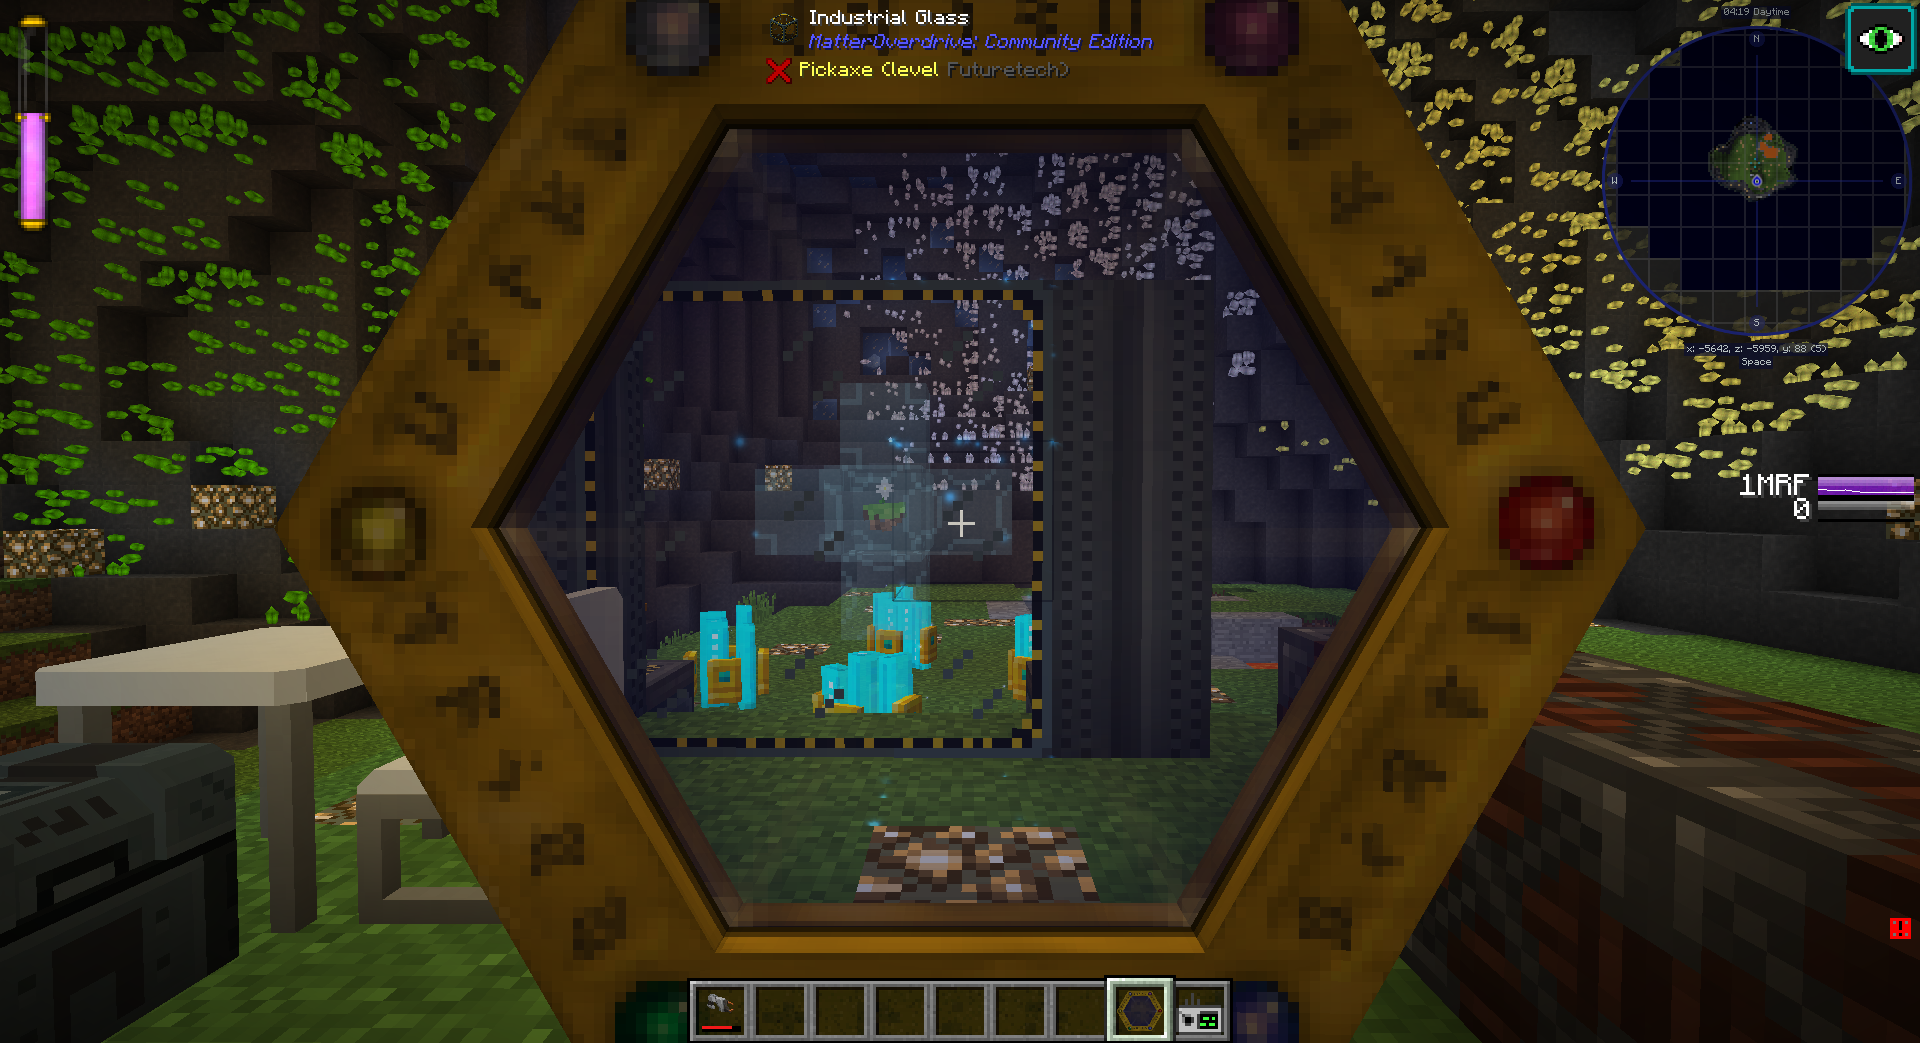 Industrial Glass
MatterOverdrive: Community Edition
Pickaxe (level Futuretech)
04:19 Daytime
N
W
E
S
x: -5642, z: -5959, y: 88 (5)
Space
1MRF
0